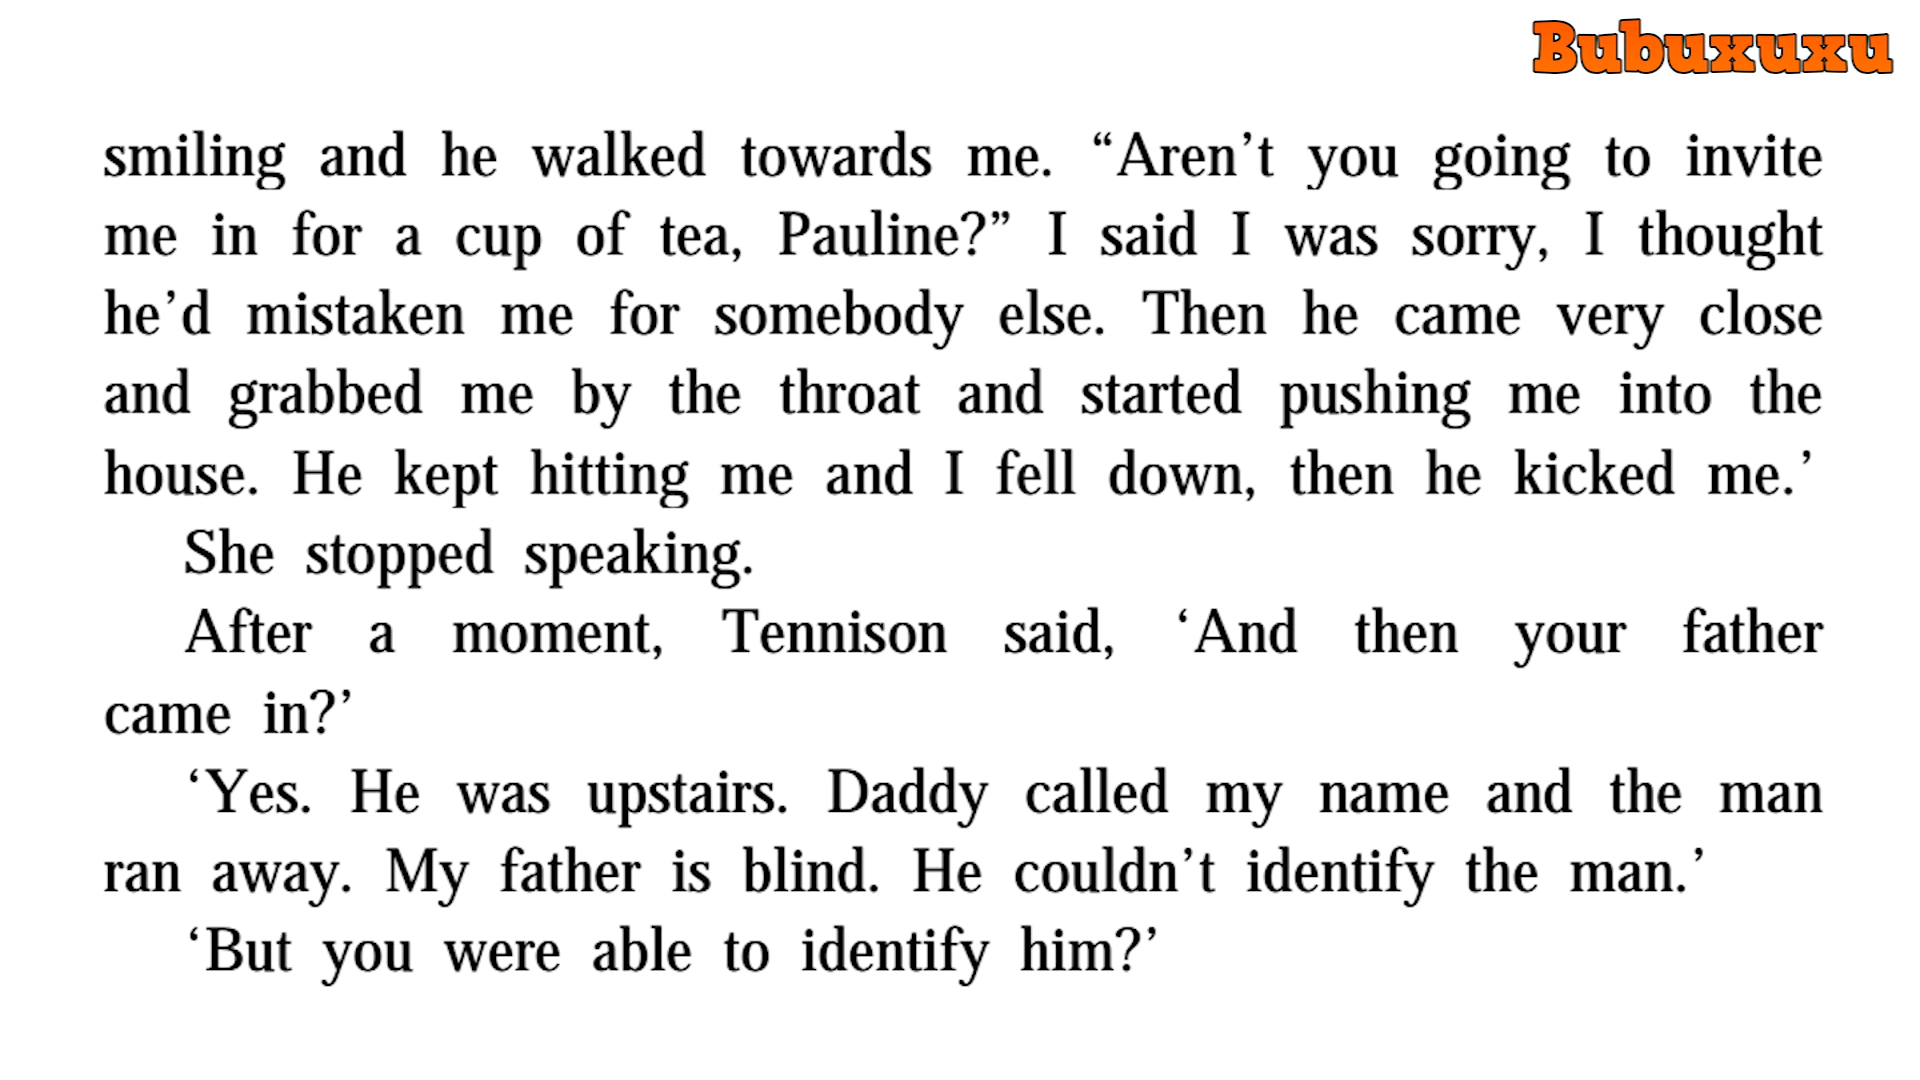 Bubuxuxu
smiling and he walked towards me. “Aren’t you going to invite
me in for a cup of tea, Pauline?” I said I was sorry, I thought
he’d mistaken me for somebody else. Then he came very close
and grabbed me by the throat and started pushing me into the
house. He kept hitting me and I fell down, then he kicked me.’
She stopped speaking.
After a moment, Tennison said, ‘And then your father
came in?’
‘Yes. He was upstairs. Daddy called my name and the man
ran away. My father is blind. He couldn’t identify the man.’
‘But you were able to identify him?’